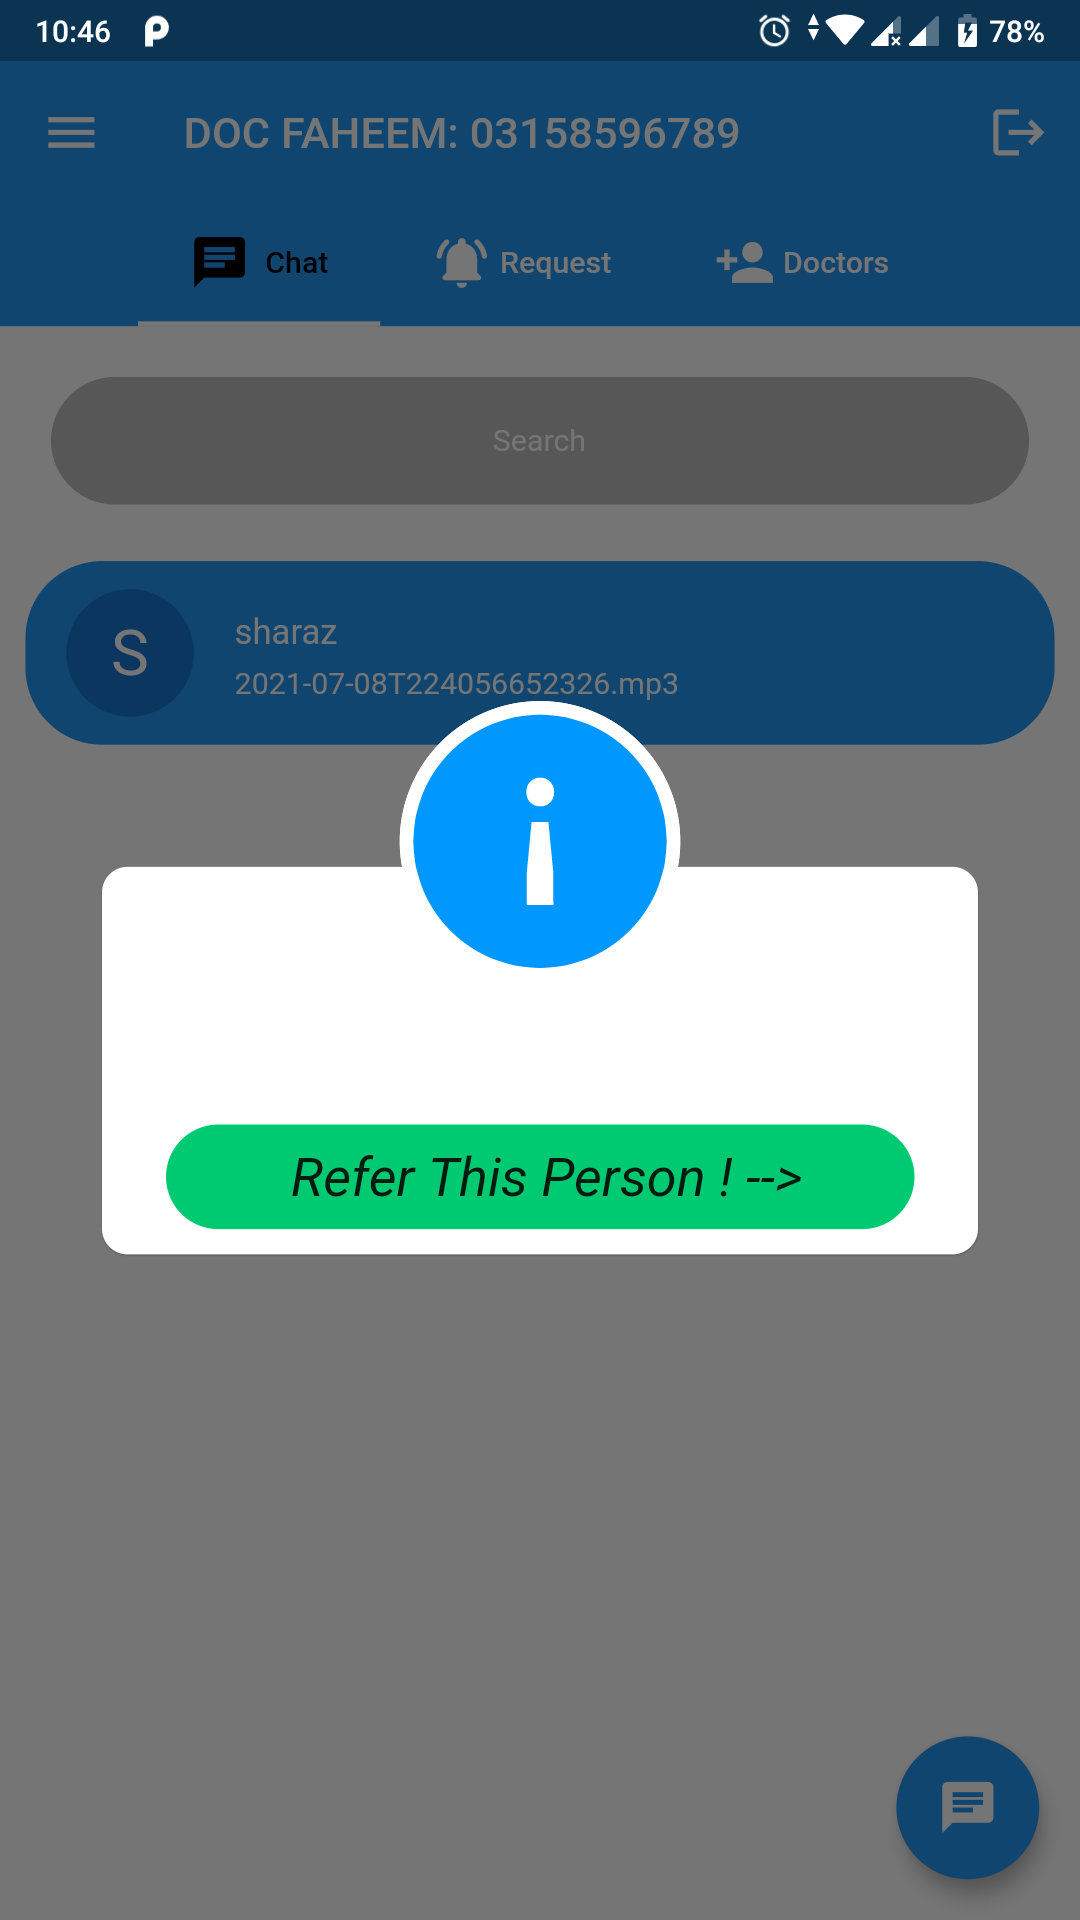 10:46
78%
DOC FAHEEM: 03158596789
Chat
Request
Doctors
Search
S
sharaz
2021-07-08T224056652326.mp3
Refer This Person ! -->